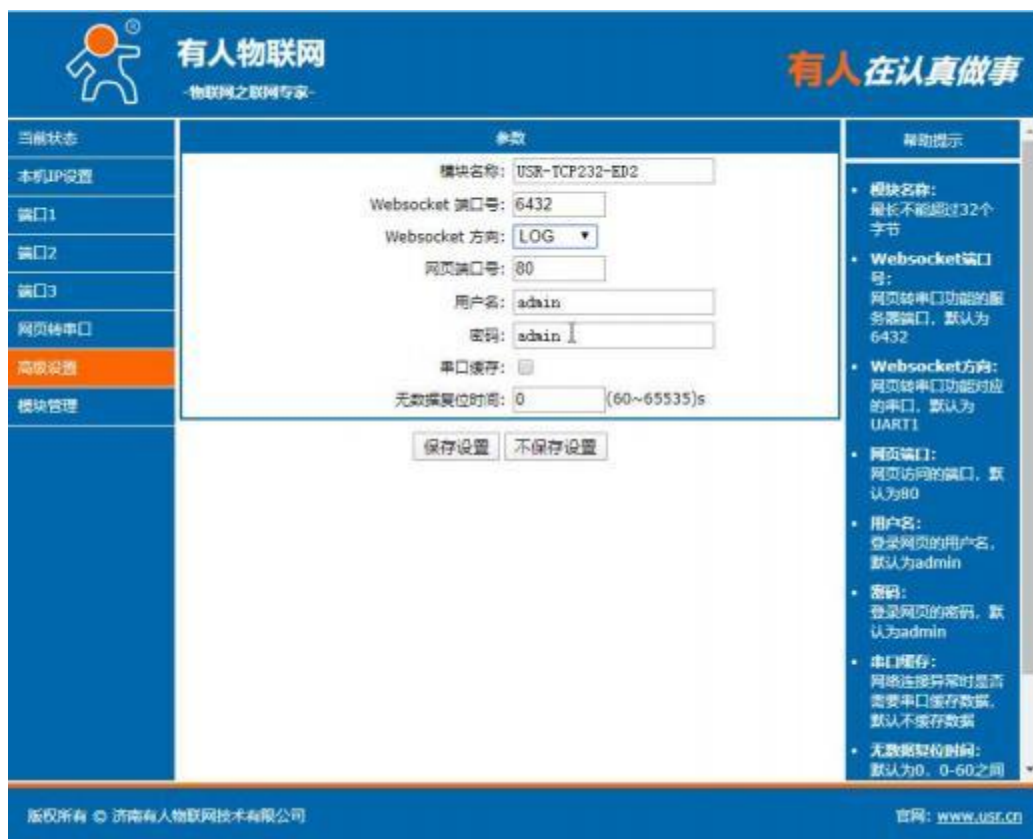 ®
有人物联网
-物联网之联网专家-
有人在认真做事
当前状态
本机IP设置
端口1
端口2
端口3
网页转串口
高级设置
模块管理
参数
模块名称: USR-TCP232-ED2
Websocket 端口号: 6432
Websocket 方向: LOG
网页端口号: 80
用户名: admin
密码: admin
串口缓存:
无数据复位时间: 0 (60~65535)s
保存设置 不保存设置
帮助提示
• 模块名称:
最长不能超过32个
字节
• Websocket端口
号:
网页转串口功能的服
务器端口，默认为
6432
• Websocket方向:
网页转串口功能对应
的串口，默认为
UART1
• 网页端口:
网页访问的端口，默
认为80
• 用户名:
登录网页的用户名，
默认为admin
• 密码:
登录网页的密码，默
认为admin
• 串口缓存:
网络连接异常时是否
需要串口缓存数据，
默认不缓存数据
• 无数据复位时间:
默认为0，0-60之间
版权所有 © 济南有人物联网技术有限公司
官网: www.usr.cn